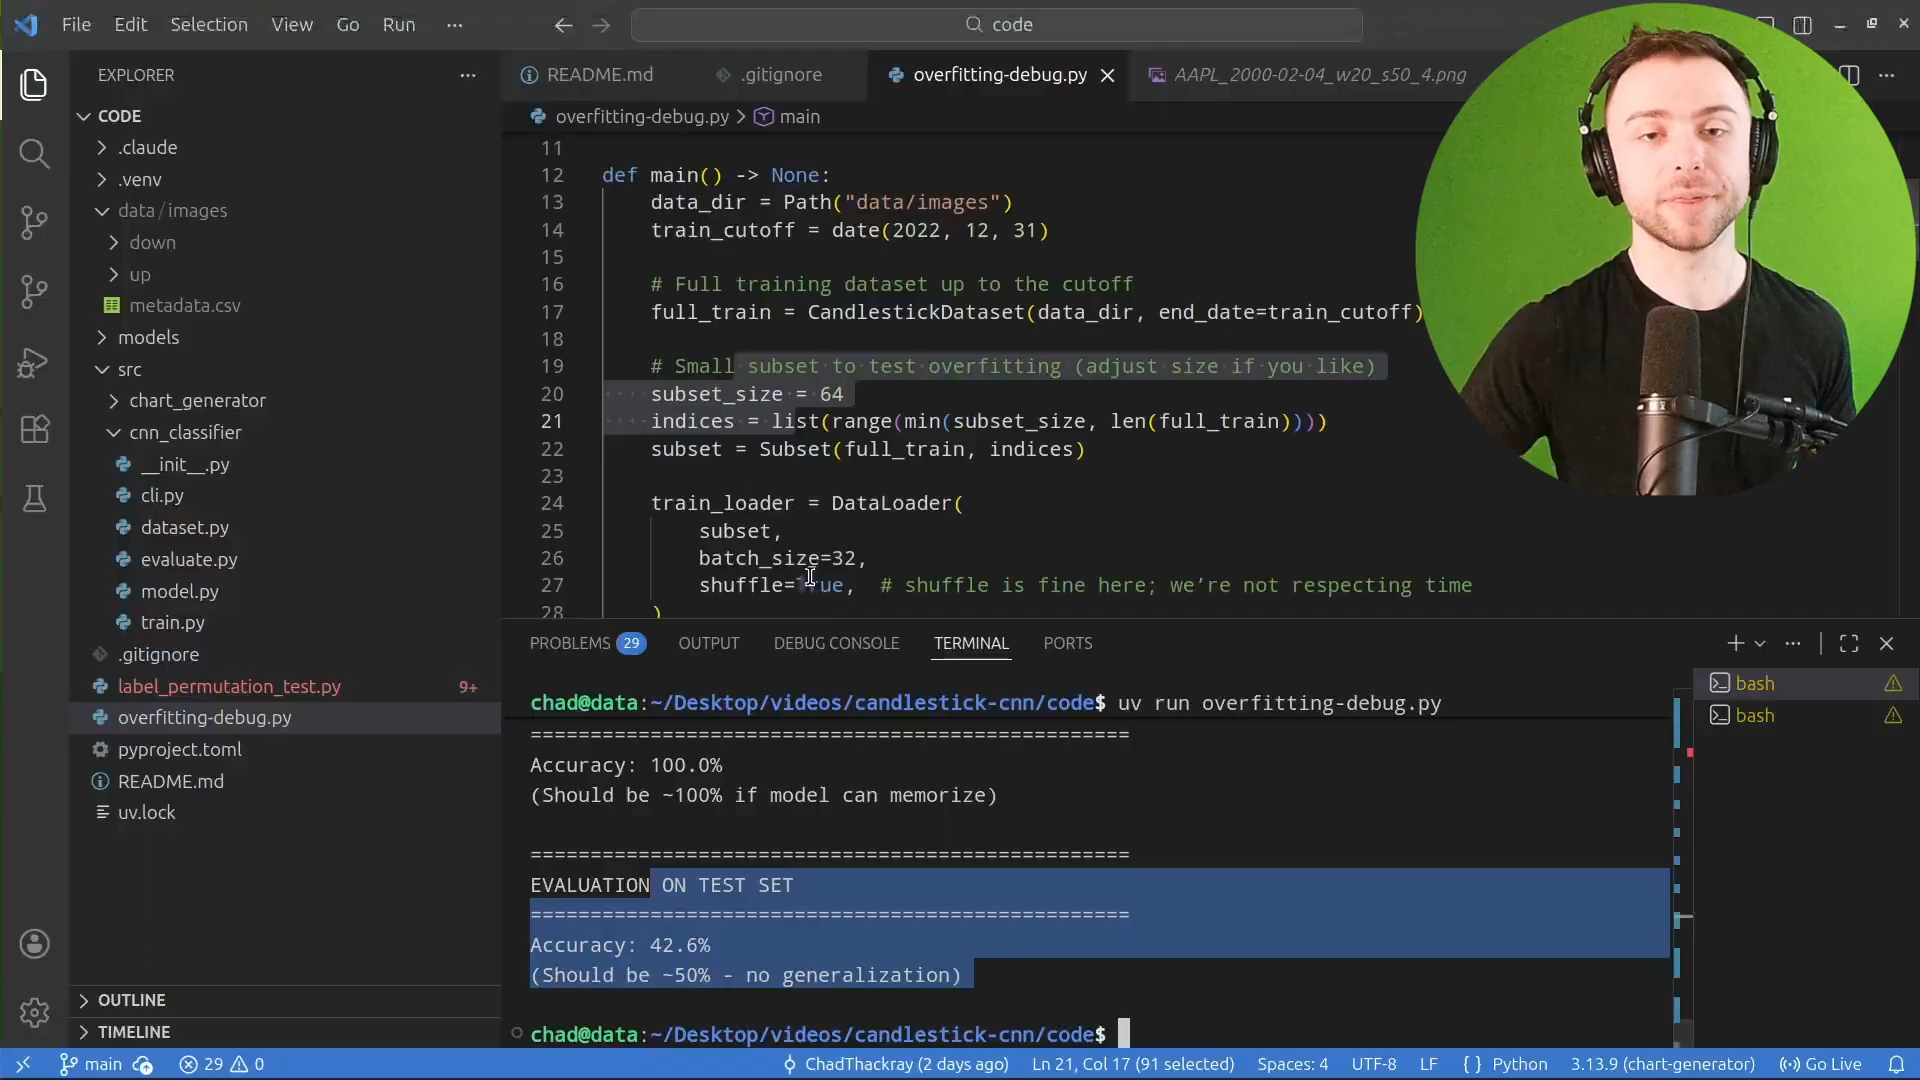 File Edit Selection View Go Run ···
code
EXPLORER ···
CODE
.claude
.venv
data/images
down
up
metadata.csv
models
src
chart_generator
cnn_classifier
__init__.py
cli.py
dataset.py
evaluate.py
model.py
train.py
.gitignore
label_permutation_test.py 9+
overfitting-debug.py
pyproject.toml
README.md
uv.lock
OUTLINE
TIMELINE
README.md .gitignore overfitting-debug.py AAPL_2000-02-04_w20_s50_4.png ···
overfitting-debug.py > main
11
12 def main() -> None:
13 data_dir = Path("data/images")
14 train_cutoff = date(2022, 12, 31)
15
16 # Full training dataset up to the cutoff
17 full_train = CandlestickDataset(data_dir, end_date=train_cutoff)
18
19 # Small subset to test overfitting (adjust size if you like)
20 subset_size = 64
21 indices = list(range(min(subset_size, len(full_train))))
22 subset = Subset(full_train, indices)
23
24 train_loader = DataLoader(
25 subset,
26 batch_size=32,
27 shuffle=True, # shuffle is fine here; we’re not respecting time
28 )
PROBLEMS 29 OUTPUT DEBUG CONSOLE TERMINAL PORTS
bash
bash
chad@data:~/Desktop/videos/candlestick-cnn/code$ uv run overfitting-debug.py
==================================================
Accuracy: 100.0%
(Should be ~100% if model can memorize)
==================================================
EVALUATION ON TEST SET
==================================================
Accuracy: 42.6%
(Should be ~50% - no generalization)
chad@data:~/Desktop/videos/candlestick-cnn/code$
main 29 0 ChadThackray (2 days ago) Ln 21, Col 17 (91 selected) Spaces: 4 UTF-8 LF { } Python 3.13.9 (chart-generator) Go Live